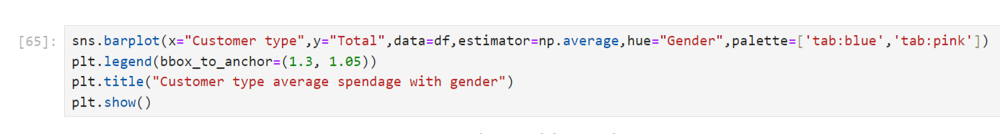 [65]: sns.barplot(x="Customer type",y="Total",data=df,estimator=np.average,hue="Gender",palette=['tab:blue','tab:pink'])
plt.legend(bbox_to_anchor=(1.3, 1.05))
plt.title("Customer type average spendage with gender")
plt.show()